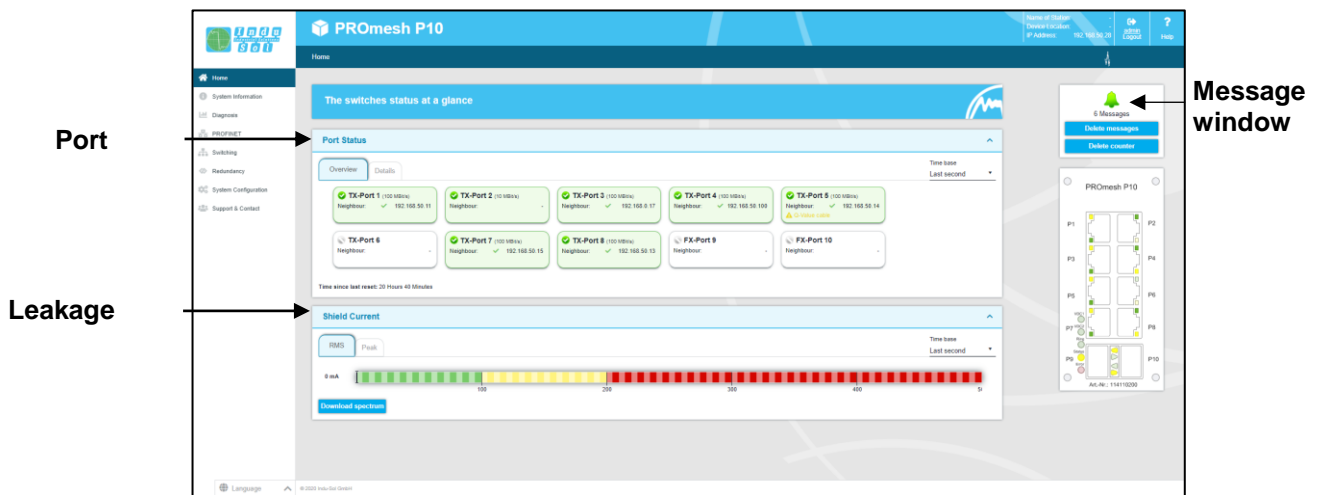 Indu
Sol
PROmesh P10
Name of Station: -
Device Location: -
IP Address: 192.168.50.20
admin
Logout
?
Help
Home
Home
System Information
Diagnosis
PROFINET
Switching
Redundancy
System Configuration
Support & Contact
The switches status at a glance
6 Messages
Delete messages
Delete counter
Message
window
Port
Port Status
Overview
Details
Time base
Last second
TX-Port 1 (100 MBit/s)
Neighbour: 192.168.50.11
TX-Port 2 (10 MBit/s)
Neighbour: -
TX-Port 3 (100 MBit/s)
Neighbour: 192.168.0.17
TX-Port 4 (100 MBit/s)
Neighbour: 192.168.50.100
TX-Port 5 (100 MBit/s)
Neighbour: 192.168.50.14
TX-Port 6
Neighbour: -
TX-Port 7 (100 MBit/s)
Neighbour: 192.168.50.15
TX-Port 8 (100 MBit/s)
Neighbour: 192.168.50.13
FX-Port 9
Neighbour: -
FX-Port 10
Neighbour: -
Time since last reset: 20 Hours 40 Minutes
Leakage
Shield Current
RMS
Peak
Time base
Last second
0 mA
100
200
300
400
Download spectrum
PROmesh P10
P1
P2
P3
P4
P5
P6
P7
P8
P9
P10
Art.-Nr.: 114110200
Language
© 2020 Indu-Sol GmbH